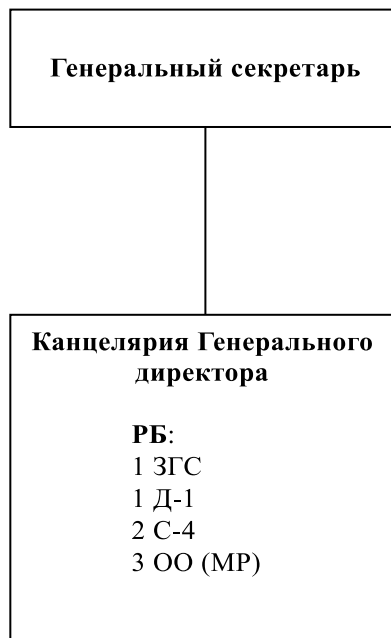 Генеральный секретарь
Канцелярия Генерального
директора
РБ:
1 ЗГС
1 Д-1
2 С-4
3 ОО (МР)